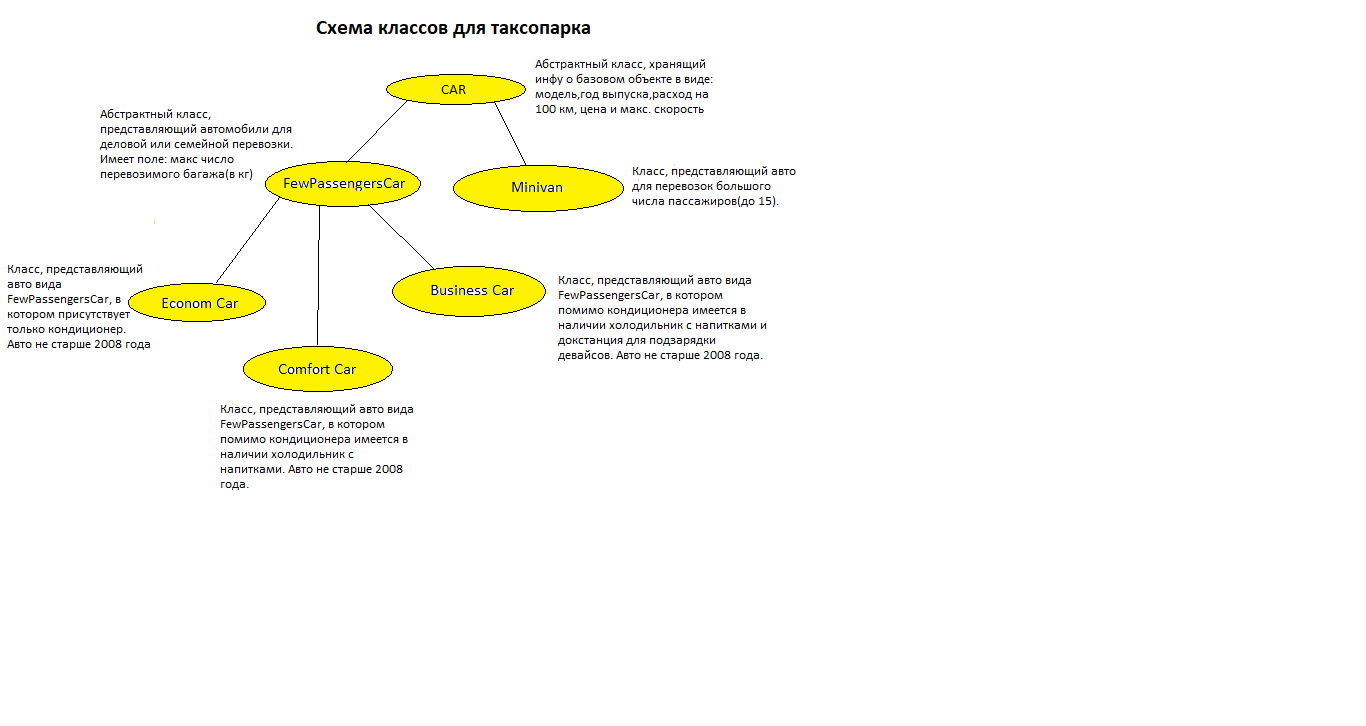 Схема классов для таксопарка
CAR
Абстрактный класс, хранящий
инфу о базовом объекте в виде:
модель,год выпуска,расход на
100 км, цена и макс. скорость
Абстрактный класс,
представляющий автомобили для
деловой или семейной перевозки.
Имеет поле: макс число
перевозимого багажа(в кг)
FewPassengersCar
Minivan
Класс, представляющий авто
для перевозок большого
числа пассажиров(до 15).
Класс, представляющий
авто вида
FewPassengersCar, в
котором присутствует
только кондиционер.
Авто не старше 2008 года
Econom Car
Business Car
Класс, представляющий авто вида
FewPassengersCar, в котором
помимо кондиционера имеется в
наличии холодильник с напитками и
докстанция для подзарядки
девайсов. Авто не старше 2008 года.
Comfort Car
Класс, представляющий авто вида
FewPassengersCar, в котором
помимо кондиционера имеется в
наличии холодильник с
напитками. Авто не старше 2008
года.